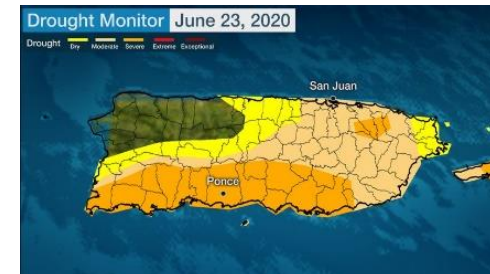 Drought Monitor June 23, 2020
Drought Dry Moderate Severe Extreme Exceptional
San Juan
Ponce